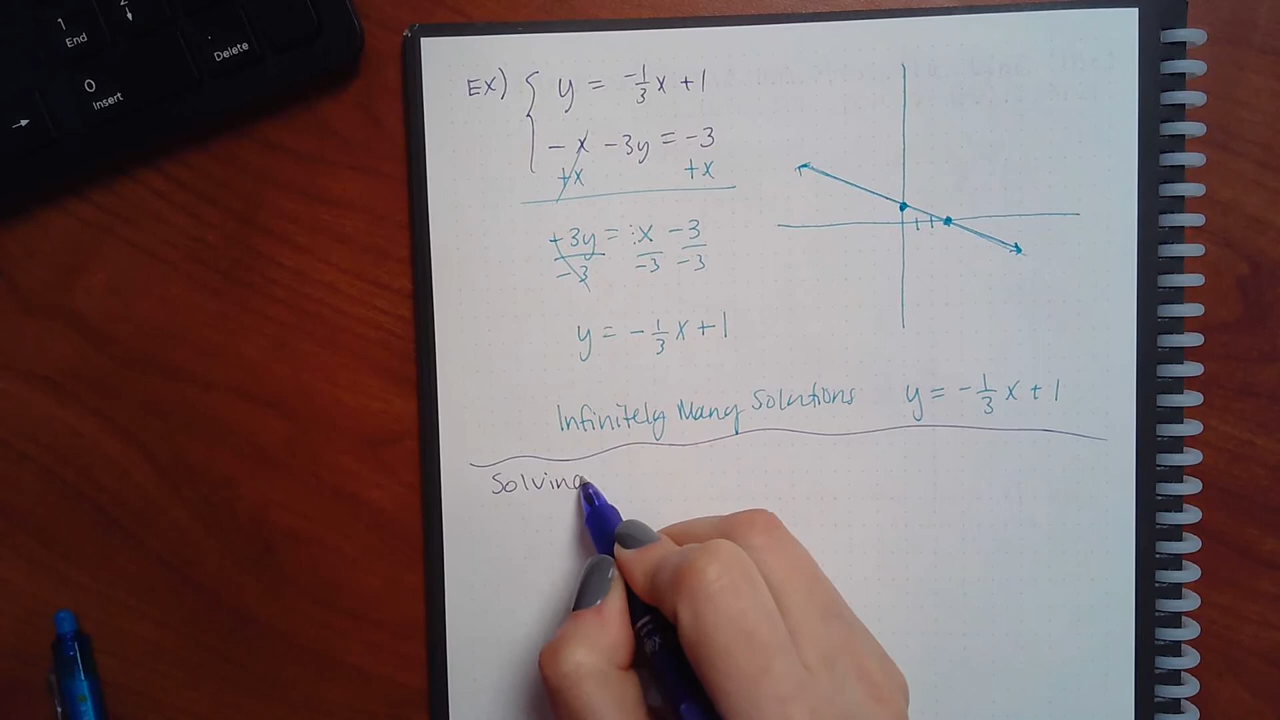 1
End
0
Insert
.
Delete
→
↓
EX) { y = -1/3 x + 1
- x - 3y = -3
+x +x
+3y = x -3
-3 -3 -3
y = -1/3 x + 1
Infinitely Many Solutions y = -1/3 x + 1
Solving